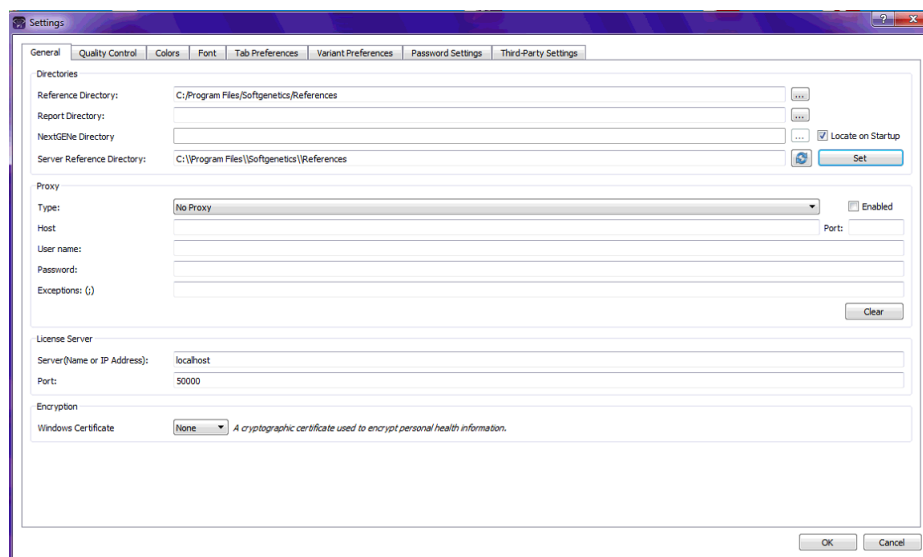 Settings
General Quality Control Colors Font Tab Preferences Variant Preferences Password Settings Third-Party Settings
Directories
Reference Directory: C:/Program Files/Softgenetics/References ...
Report Directory: ...
NextGENe Directory ... Locate on Startup
Server Reference Directory: C:\\Program Files\\Softgenetics\\References Set
Proxy
Type: No Proxy Enabled
Host Port:
User name:
Password:
Exceptions: (;)
Clear
License Server
Server(Name or IP Address): localhost
Port: 50000
Encryption
Windows Certificate None A cryptographic certificate used to encrypt personal health information.
OK Cancel